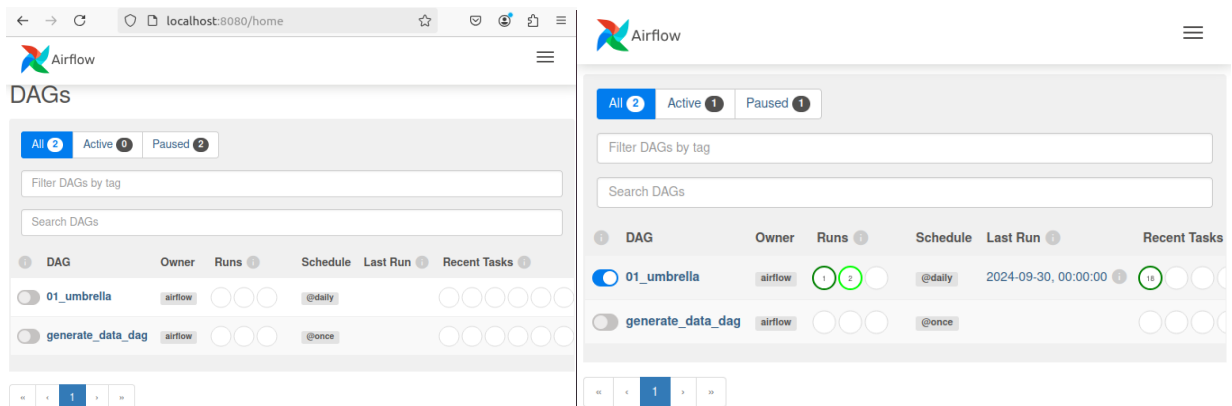 localhost:8080/home
Airflow
DAGs
All 2 Active 0 Paused 2
Filter DAGs by tag
Search DAGs
i DAG Owner Runs i Schedule Last Run i Recent Tasks i
01_umbrella airflow @daily
generate_data_dag airflow @once
« ‹ 1 › »
Airflow
All 2 Active 1 Paused 1
Filter DAGs by tag
Search DAGs
i DAG Owner Runs i Schedule Last Run i Recent Tasks
01_umbrella airflow 1 2 @daily 2024-09-30, 00:00:00 i 18
generate_data_dag airflow @once
« ‹ 1 › »